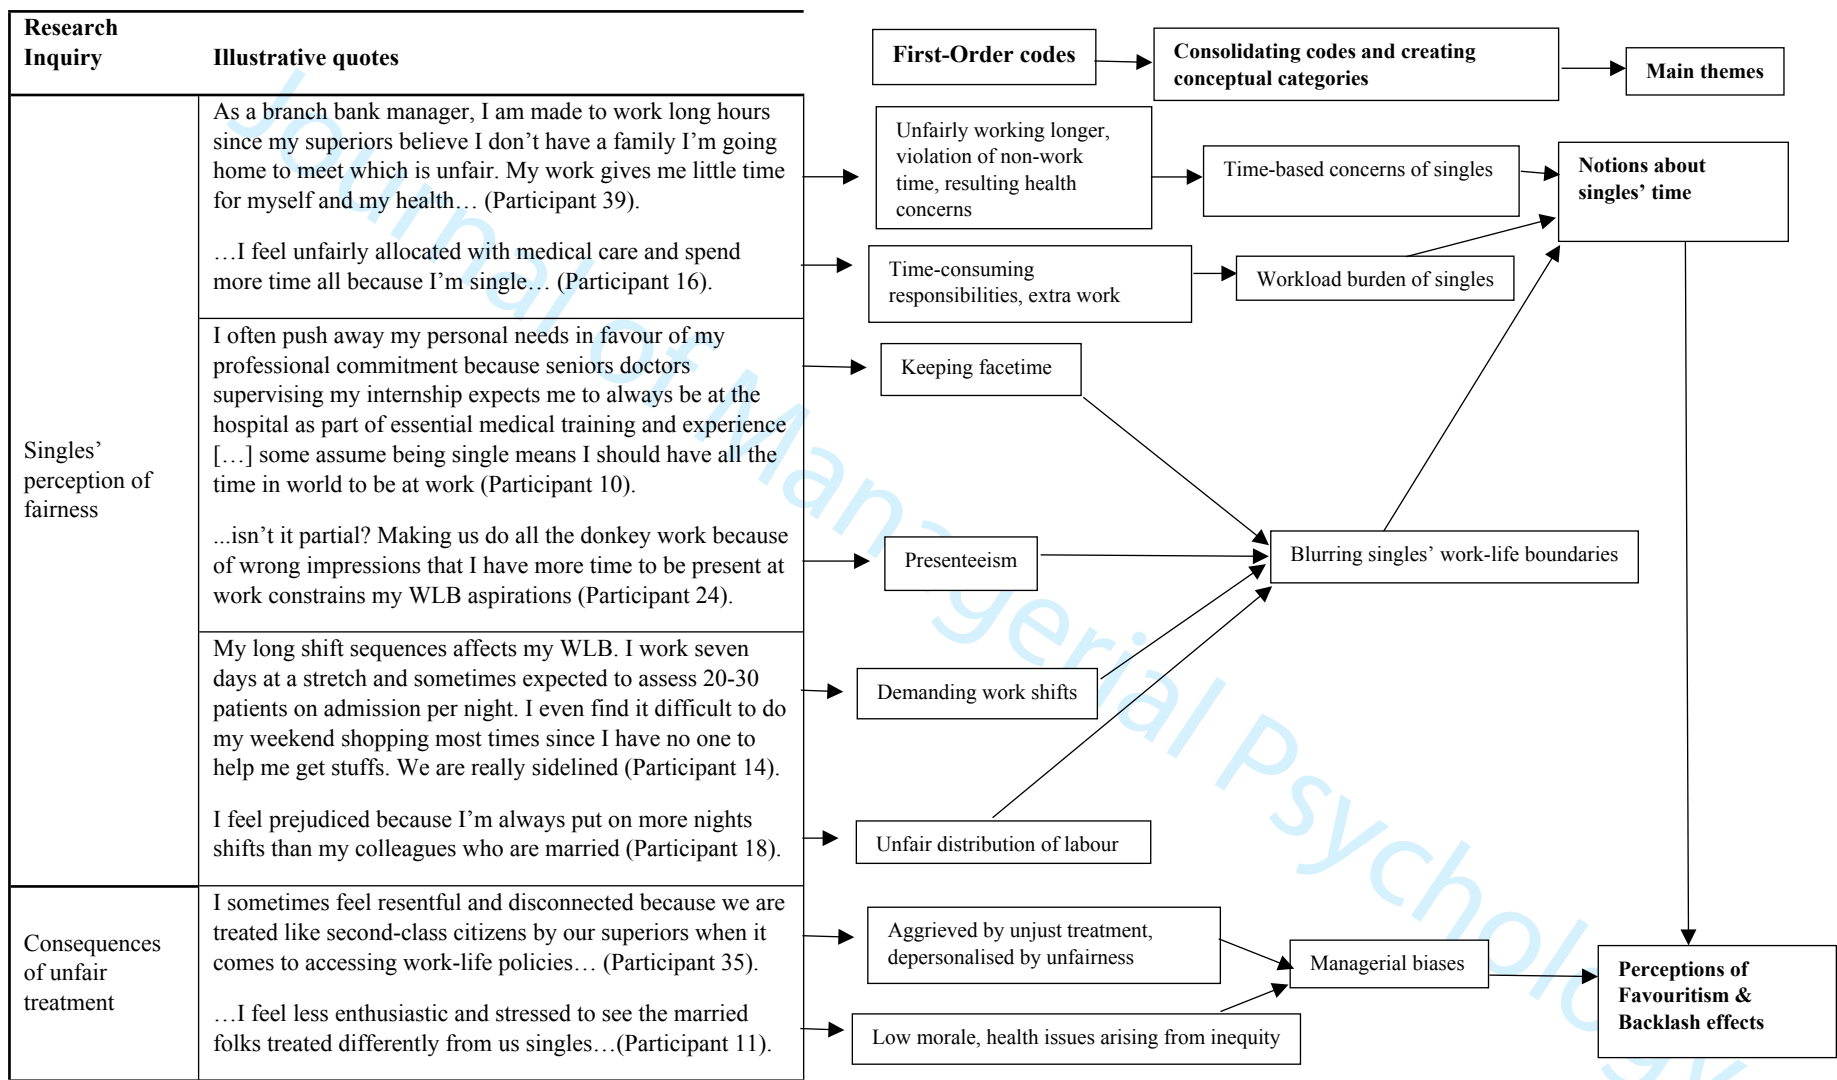 Research
Inquiry
Illustrative quotes
First-Order codes
Consolidating codes and creating
conceptual categories
Main themes
Singles’
perception of
fairness
As a branch bank manager, I am made to work long hours
since my superiors believe I don’t have a family I’m going
home to meet which is unfair. My work gives me little time
for myself and my health… (Participant 39).
…I feel unfairly allocated with medical care and spend
more time all because I’m single… (Participant 16).
I often push away my personal needs in favour of my
professional commitment because seniors doctors
supervising my internship expects me to always be at the
hospital as part of essential medical training and experience
[…] some assume being single means I should have all the
time in world to be at work (Participant 10).
...isn’t it partial? Making us do all the donkey work because
of wrong impressions that I have more time to be present at
work constrains my WLB aspirations (Participant 24).
My long shift sequences affects my WLB. I work seven
days at a stretch and sometimes expected to assess 20-30
patients on admission per night. I even find it difficult to do
my weekend shopping most times since I have no one to
help me get stuffs. We are really sidelined (Participant 14).
I feel prejudiced because I’m always put on more nights
shifts than my colleagues who are married (Participant 18).
Consequences
of unfair
treatment
I sometimes feel resentful and disconnected because we are
treated like second-class citizens by our superiors when it
comes to accessing work-life policies… (Participant 35).
…I feel less enthusiastic and stressed to see the married
folks treated differently from us singles…(Participant 11).
Unfairly working longer,
violation of non-work
time, resulting health
concerns
Time-consuming
responsibilities, extra work
Keeping facetime
Presenteeism
Demanding work shifts
Unfair distribution of labour
Aggrieved by unjust treatment,
depersonalised by unfairness
Low morale, health issues arising from inequity
Time-based concerns of singles
Workload burden of singles
Blurring singles’ work-life boundaries
Managerial biases
Notions about
singles’ time
Perceptions of
Favouritism &
Backlash effects
Journal of Managerial Psychology